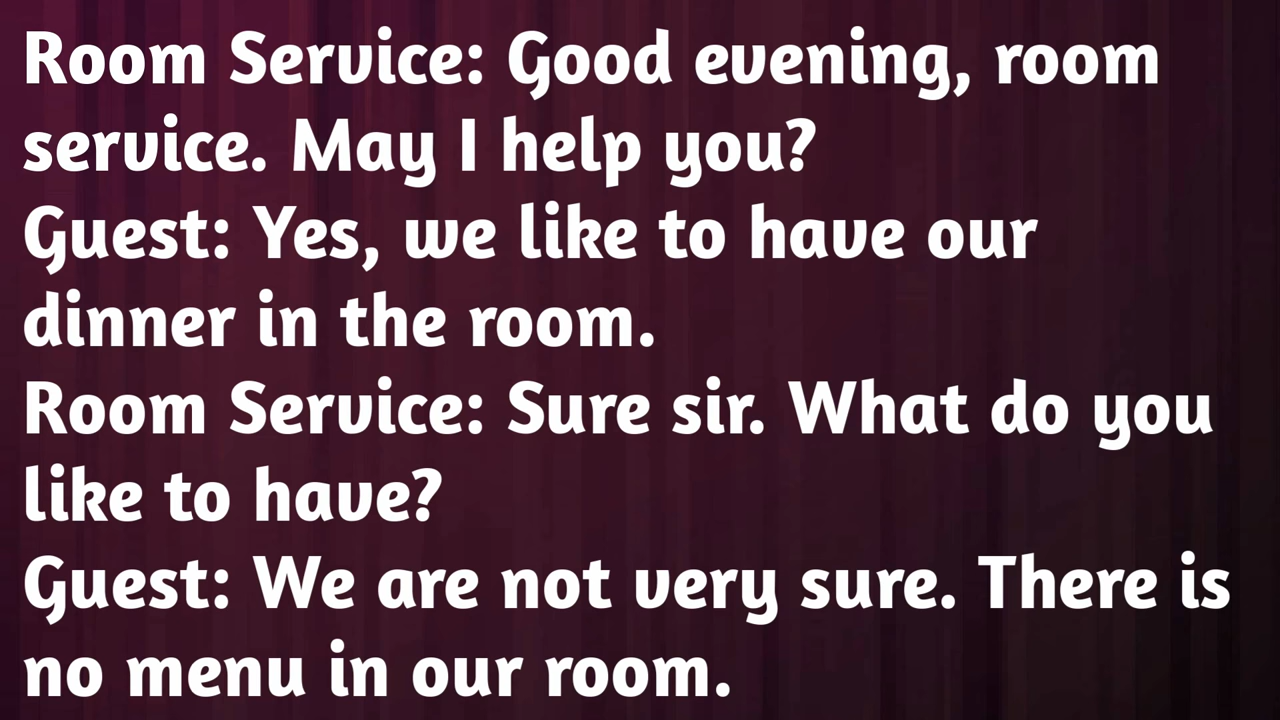 Room Service: Good evening, room
service. May I help you?
Guest: Yes, we like to have our
dinner in the room.
Room Service: Sure sir. What do you
like to have?
Guest: We are not very sure. There is
no menu in our room.